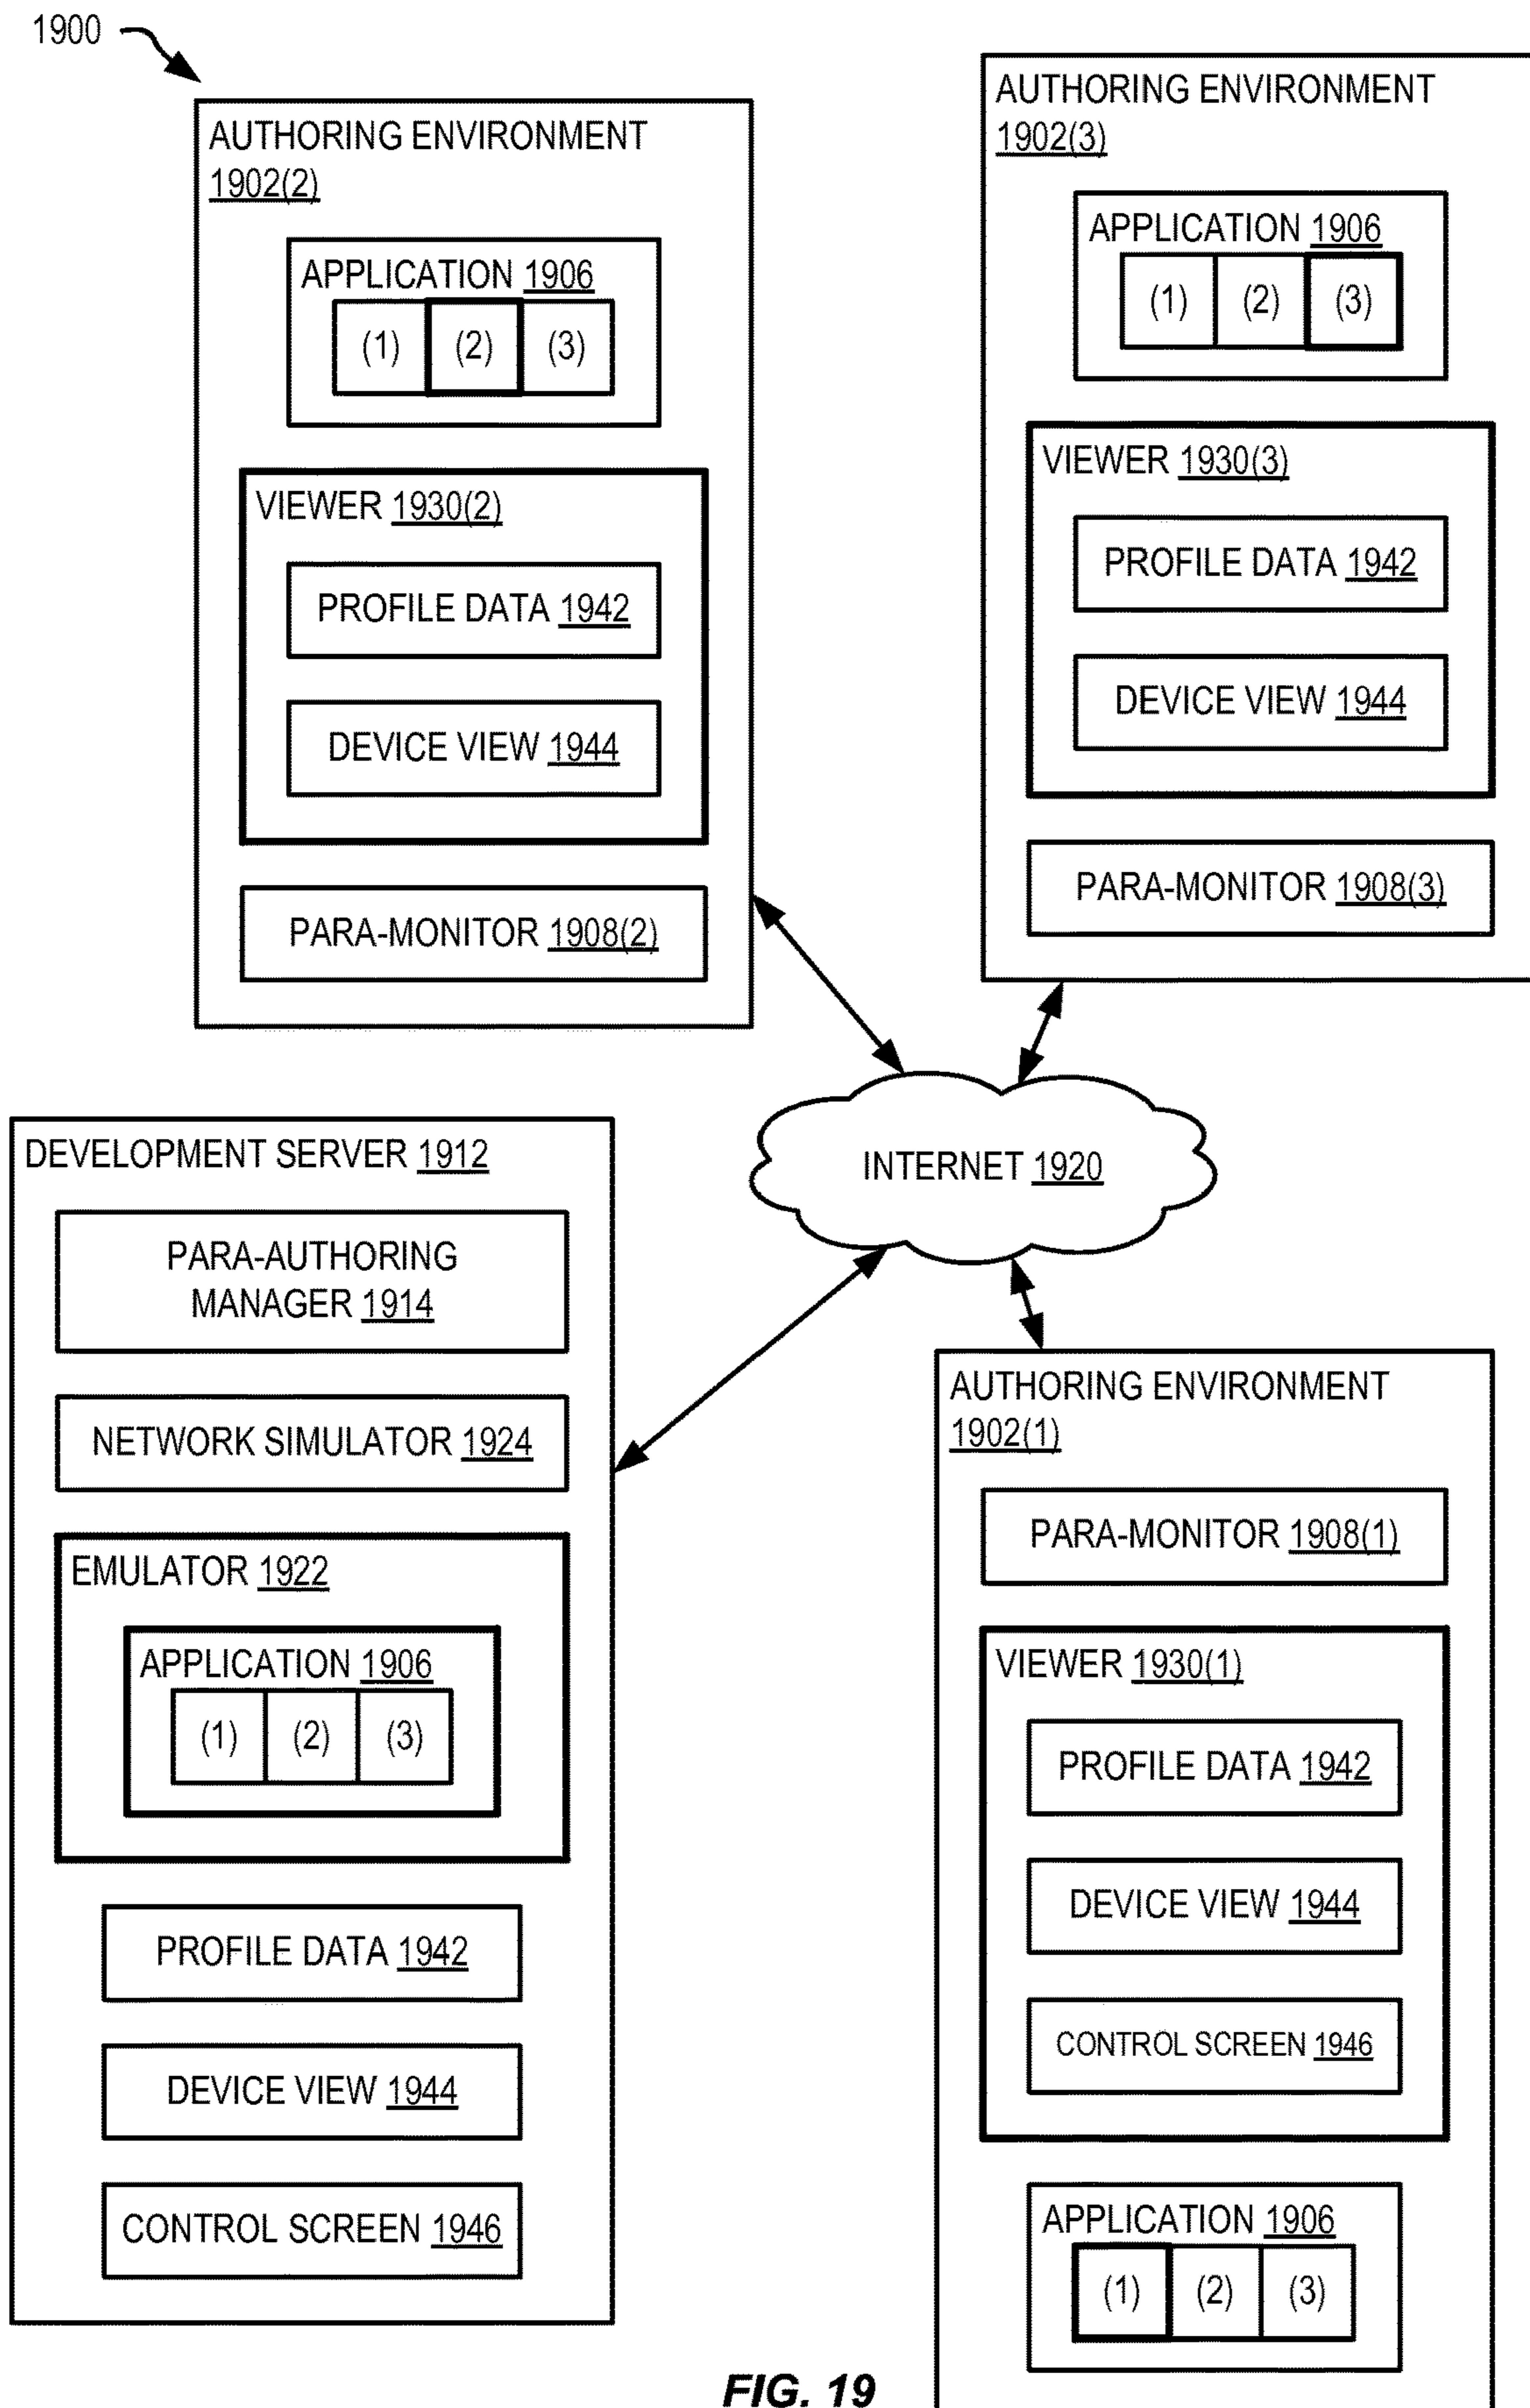 1900
AUTHORING ENVIRONMENT
1902(2)
APPLICATION 1906
(1) (2) (3)
VIEWER 1930(2)
PROFILE DATA 1942
DEVICE VIEW 1944
PARA-MONITOR 1908(2)
AUTHORING ENVIRONMENT
1902(3)
APPLICATION 1906
(1) (2) (3)
VIEWER 1930(3)
PROFILE DATA 1942
DEVICE VIEW 1944
PARA-MONITOR 1908(3)
INTERNET 1920
DEVELOPMENT SERVER 1912
PARA-AUTHORING
MANAGER 1914
NETWORK SIMULATOR 1924
EMULATOR 1922
APPLICATION 1906
(1) (2) (3)
PROFILE DATA 1942
DEVICE VIEW 1944
CONTROL SCREEN 1946
AUTHORING ENVIRONMENT
1902(1)
PARA-MONITOR 1908(1)
VIEWER 1930(1)
PROFILE DATA 1942
DEVICE VIEW 1944
CONTROL SCREEN 1946
APPLICATION 1906
(1) (2) (3)
FIG. 19